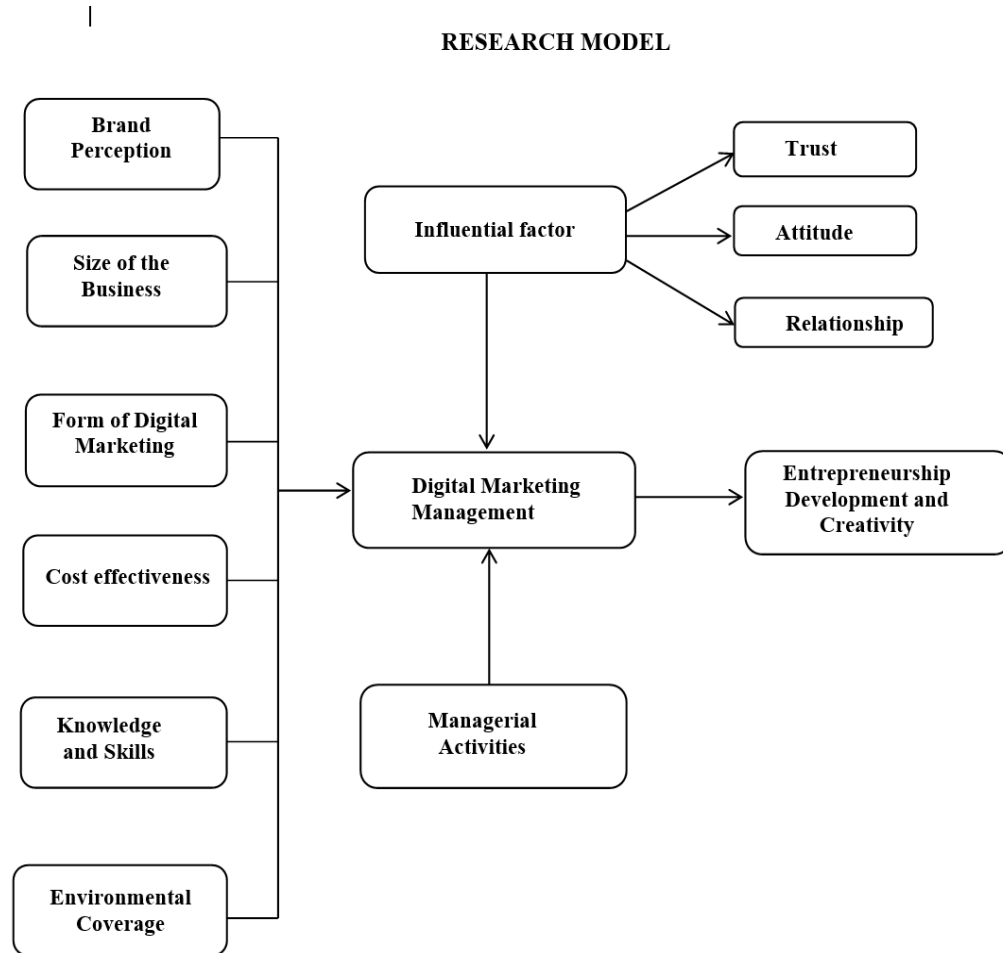 RESEARCH MODEL
Brand
Perception
Size of the
Business
Form of Digital
Marketing
Cost effectiveness
Knowledge
and Skills
Environmental
Coverage
Influential factor
Trust
Attitude
Relationship
Digital Marketing
Management
Entrepreneurship
Development and
Creativity
Managerial
Activities